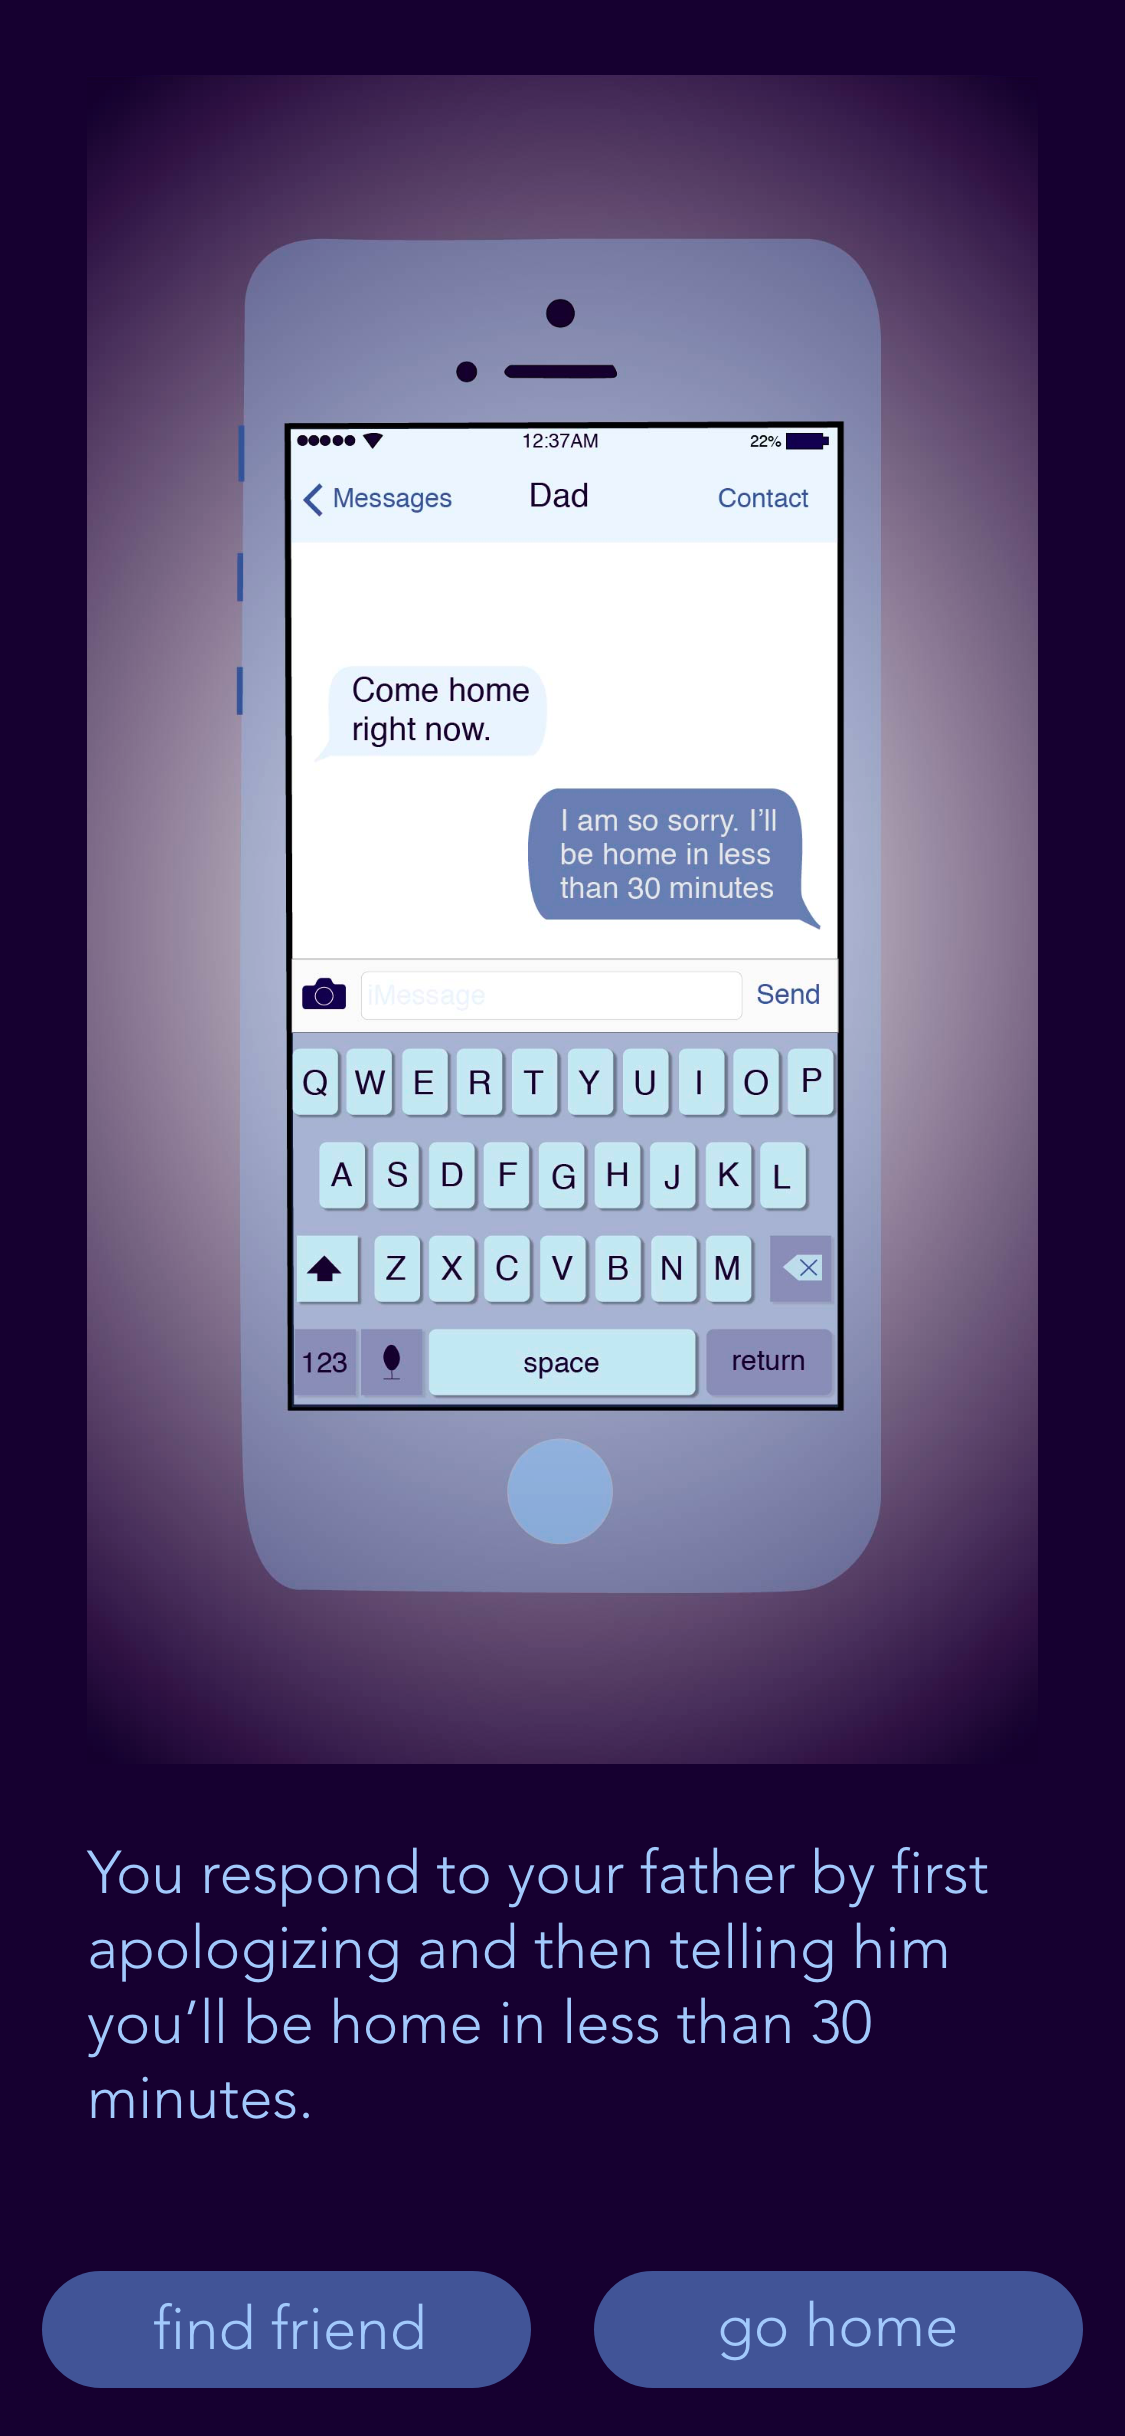 12:37AM 22%
Messages Dad Contact
Come home
right now.
I am so sorry. I’ll
be home in less
than 30 minutes
iMessage Send
Q W E R T Y U I O P
A S D F G H J K L
Z X C V B N M
123 space return
You respond to your father by first
apologizing and then telling him
you‘ll be home in less than 30
minutes.
find friend go home